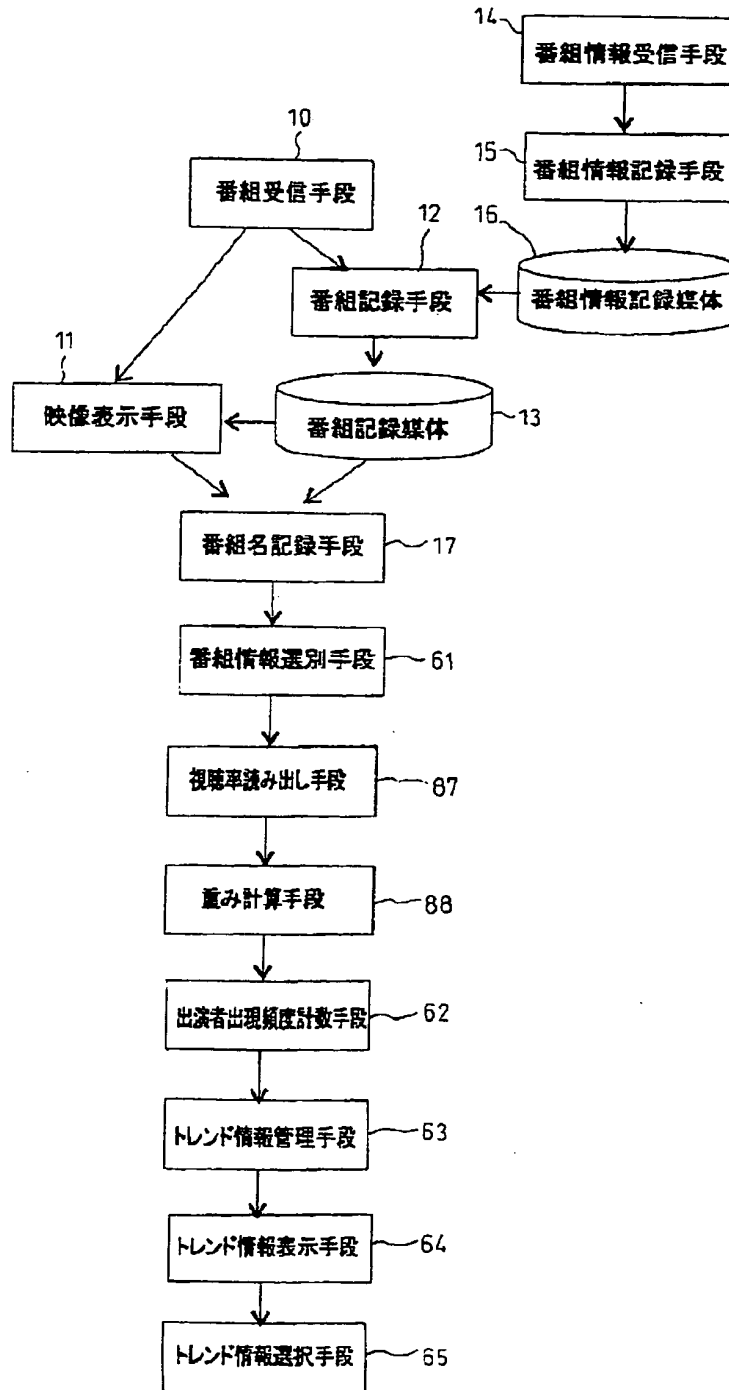 14
番組情報受信手段
10
15
番組情報記録手段
番組受信手段
12
16
番組記録手段
番組情報記録媒体
11
映像表示手段
番組記録媒体
13
番組名記録手段
17
番組情報選別手段
61
視聴率読み出し手段
87
重み計算手段
88
出演者出現頻度計数手段
62
トレンド情報管理手段
63
トレンド情報表示手段
64
トレンド情報選択手段
65